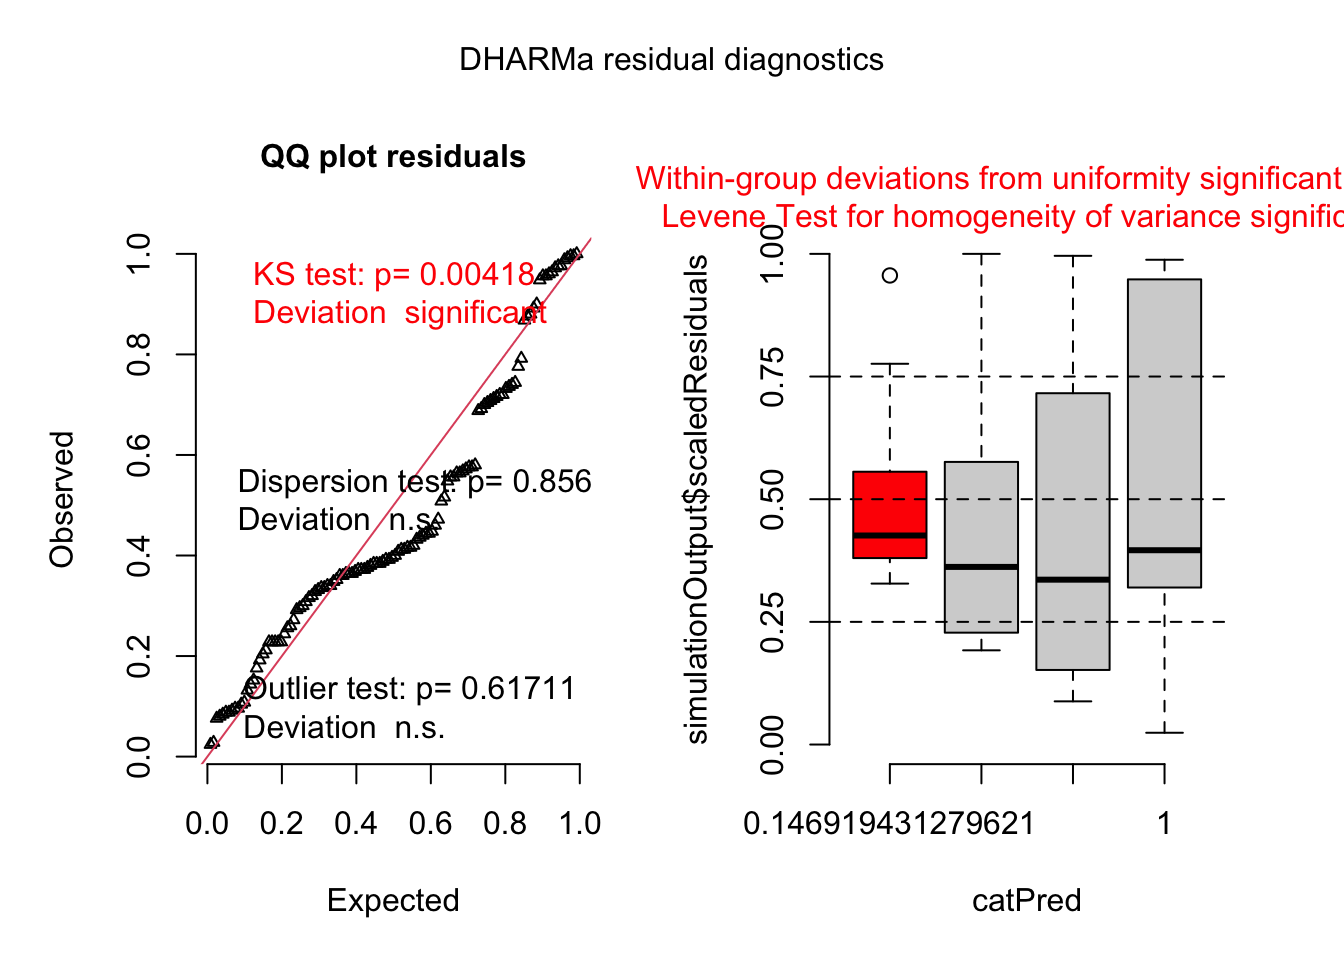 DHARMa residual diagnostics
QQ plot residuals
KS test: p= 0.00418
Deviation  significant
Dispersion test: p= 0.856
Deviation  n.s.
Outlier test: p= 0.61711
Deviation  n.s.
Observed
1.0
0.8
0.6
0.4
0.2
0.0
0.0 0.2 0.4 0.6 0.8 1.0
Expected
Within-group deviations from uniformity significant
Levene Test for homogeneity of variance signific
simulationOutput$scaledResiduals
1.00
0.75
0.50
0.25
0.00
0.146919431279621 1
catPred